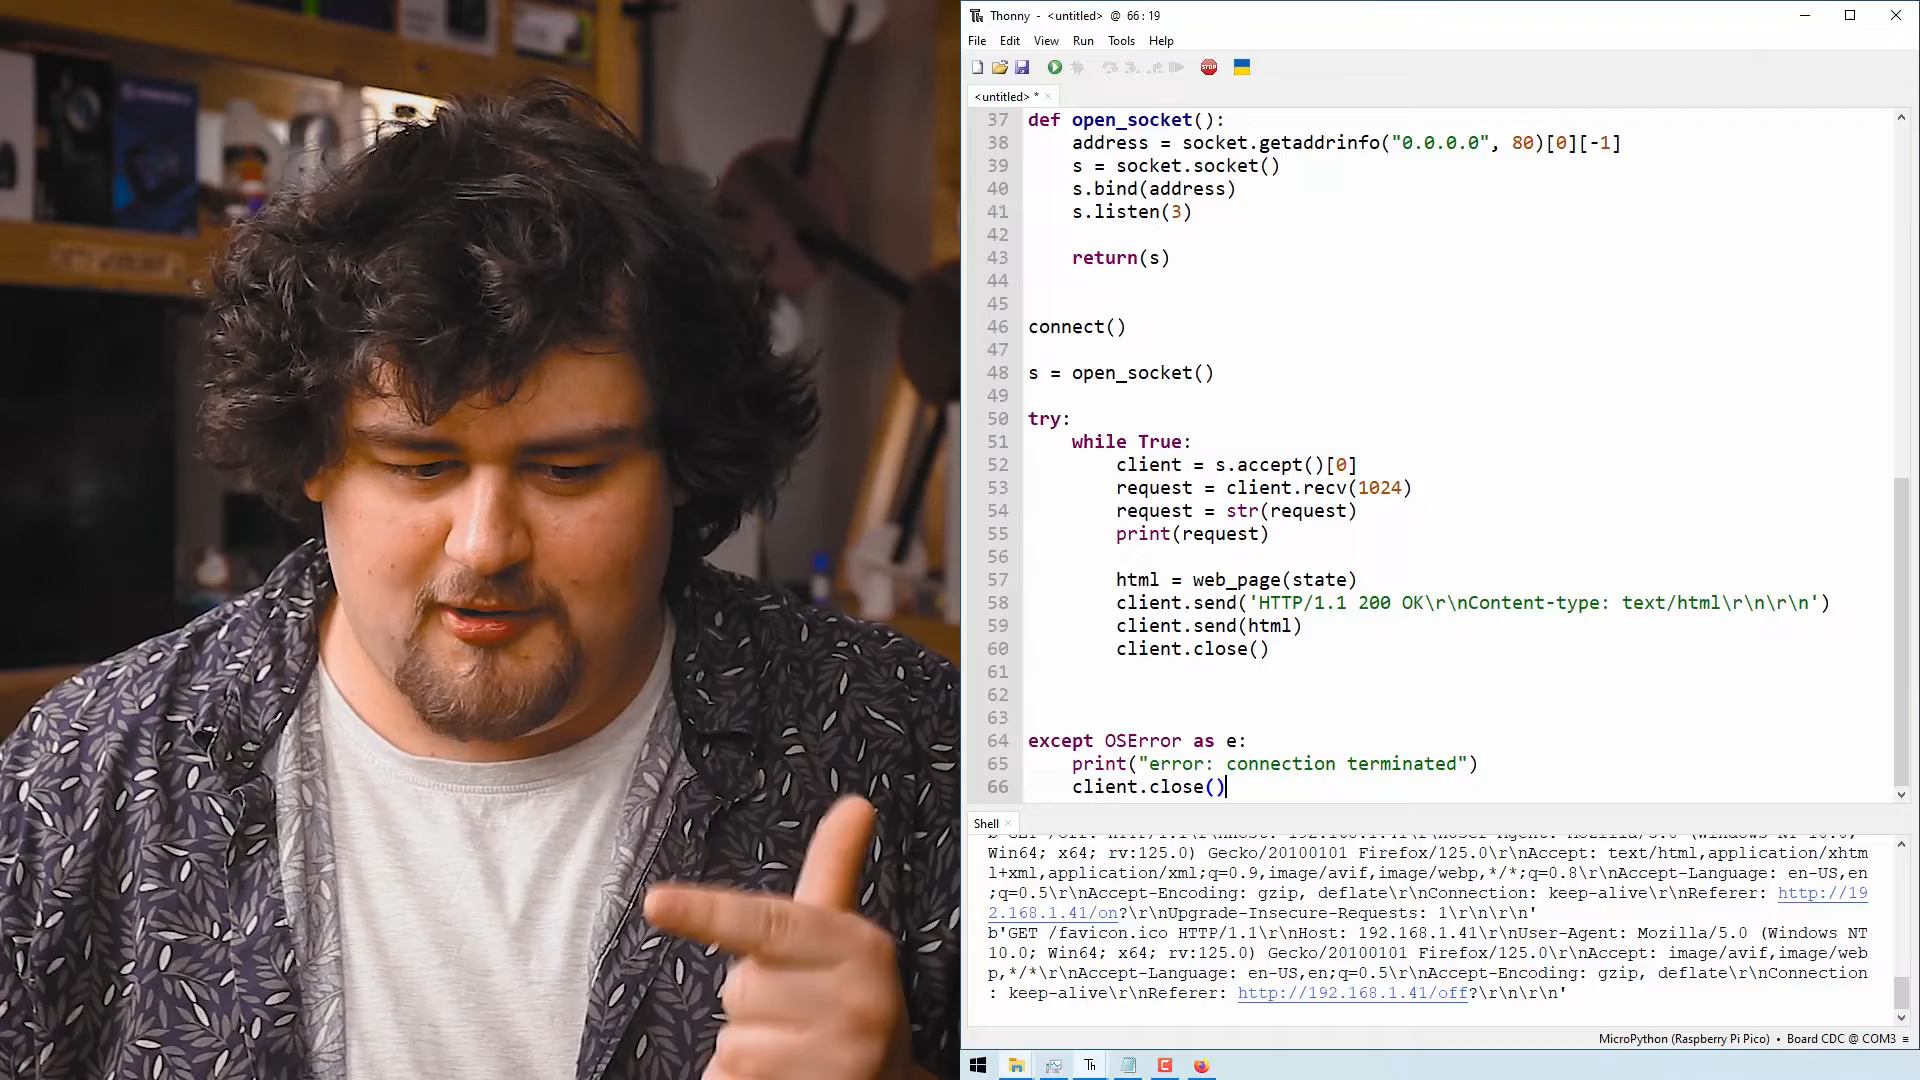 Thonny - <untitled> @ 66 : 19
File Edit View Run Tools Help
STOP
<untitled> *
37 def open_socket():
38 address = socket.getaddrinfo("0.0.0.0", 80)[0][-1]
39 s = socket.socket()
40 s.bind(address)
41 s.listen(3)
42
43 return(s)
44
45
46 connect()
47
48 s = open_socket()
49
50 try:
51 while True:
52 client = s.accept()[0]
53 request = client.recv(1024)
54 request = str(request)
55 print(request)
56
57 html = web_page(state)
58 client.send('HTTP/1.1 200 OK\r\nContent-type: text/html\r\n\r\n')
59 client.send(html)
60 client.close()
61
62
63
64 except OSError as e:
65 print("error: connection terminated")
66 client.close()
Shell
Win64; x64; rv:125.0) Gecko/20100101 Firefox/125.0\r\nAccept: text/html,application/xhtm
l+xml,application/xml;q=0.9,image/avif,image/webp,*/*;q=0.8\r\nAccept-Language: en-US,en
;q=0.5\r\nAccept-Encoding: gzip, deflate\r\nConnection: keep-alive\r\nReferer: http://19
2.168.1.41/on?\r\nUpgrade-Insecure-Requests: 1\r\n\r\n'
b'GET /favicon.ico HTTP/1.1\r\nHost: 192.168.1.41\r\nUser-Agent: Mozilla/5.0 (Windows NT
10.0; Win64; x64; rv:125.0) Gecko/20100101 Firefox/125.0\r\nAccept: image/avif,image/web
p,*/*\r\nAccept-Language: en-US,en;q=0.5\r\nAccept-Encoding: gzip, deflate\r\nConnection
: keep-alive\r\nReferer: http://192.168.1.41/off?\r\n\r\n'
MicroPython (Raspberry Pi Pico) • Board CDC @ COM3 ≡
Th